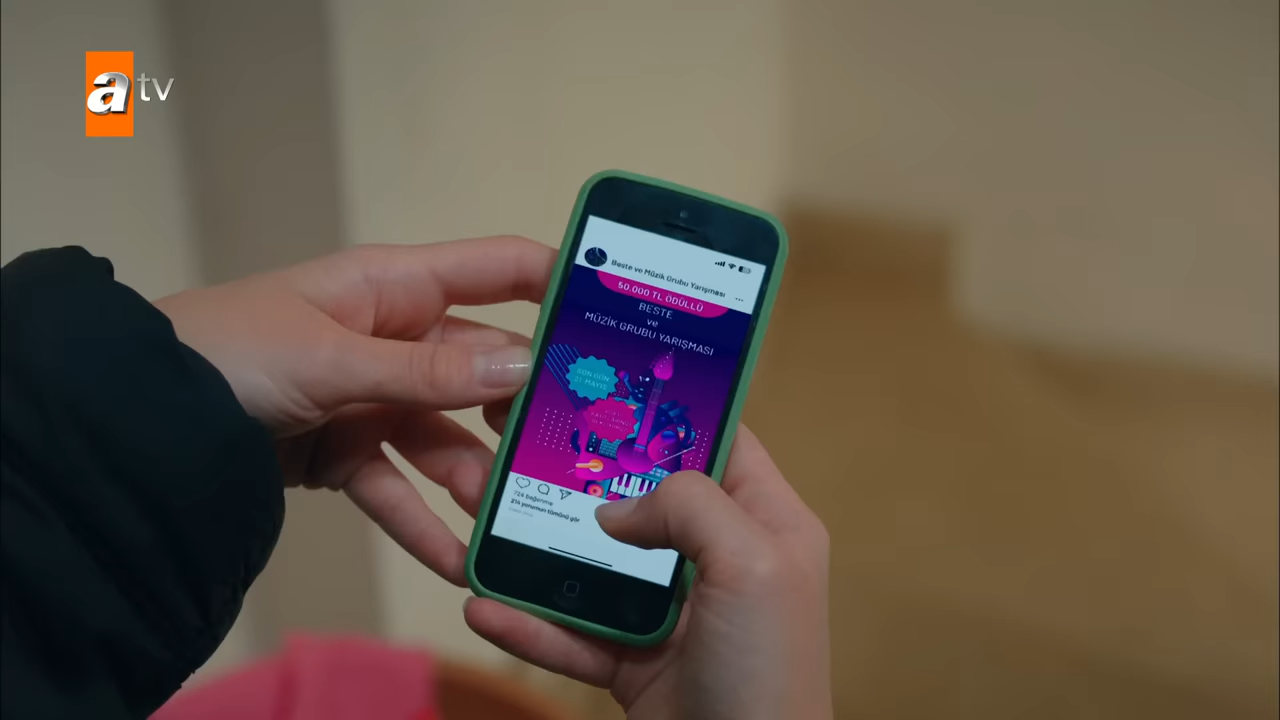 atv
Beste ve Müzik Grubu Yarışması
50.000 TL ÖDÜLLÜ
BESTE
ve
MÜZİK GRUBU YARIŞMASI
SON GÜN
21 MAYIS
724 beğenme
214 yorumun tümünü gör